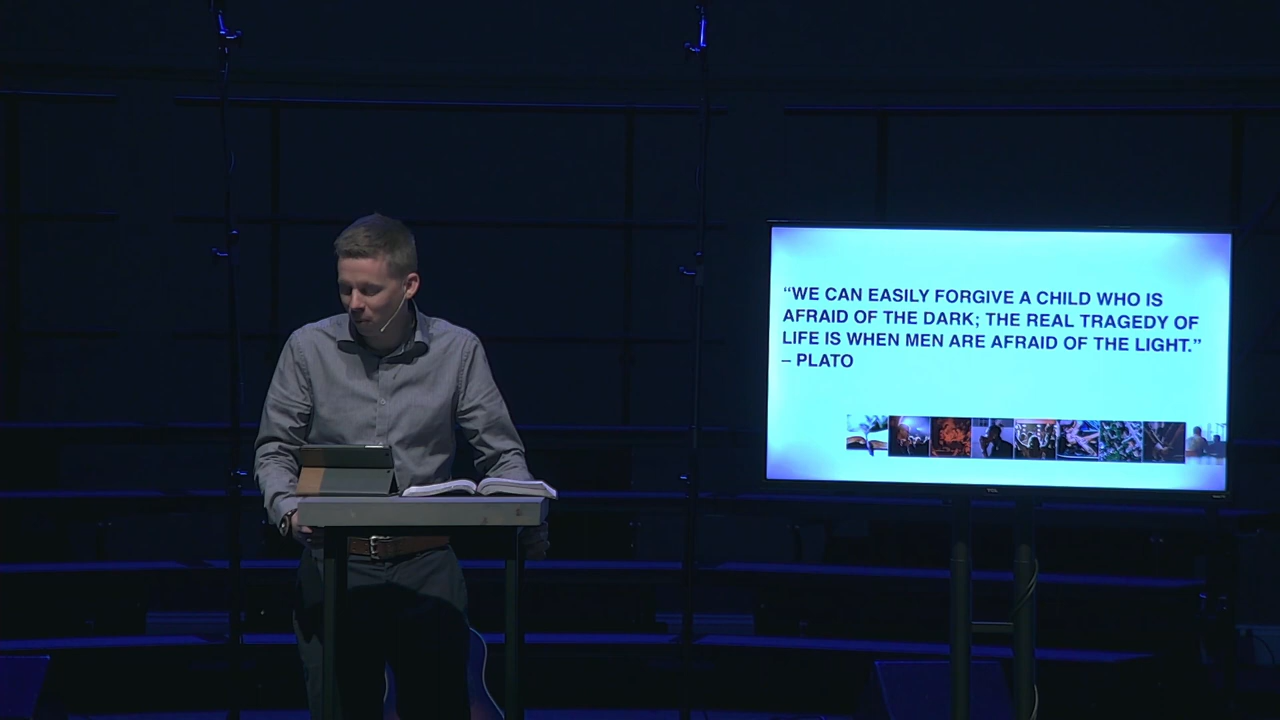 “WE CAN EASILY FORGIVE A CHILD WHO IS
AFRAID OF THE DARK; THE REAL TRAGEDY OF
LIFE IS WHEN MEN ARE AFRAID OF THE LIGHT.”
– PLATO
TCL